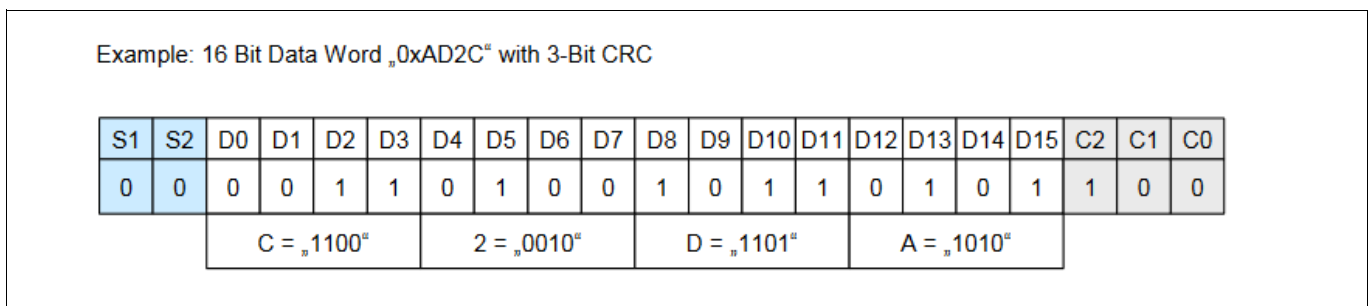 Example: 16 Bit Data Word „0xAD2C“ with 3-Bit CRC
S1 S2 D0 D1 D2 D3 D4 D5 D6 D7 D8 D9 D10 D11 D12 D13 D14 D15 C2 C1 C0
0 0 0 0 1 1 0 1 0 0 1 0 1 1 0 1 0 1 1 0 0
C = „1100“ 2 = „0010“ D = „1101“ A = „1010“